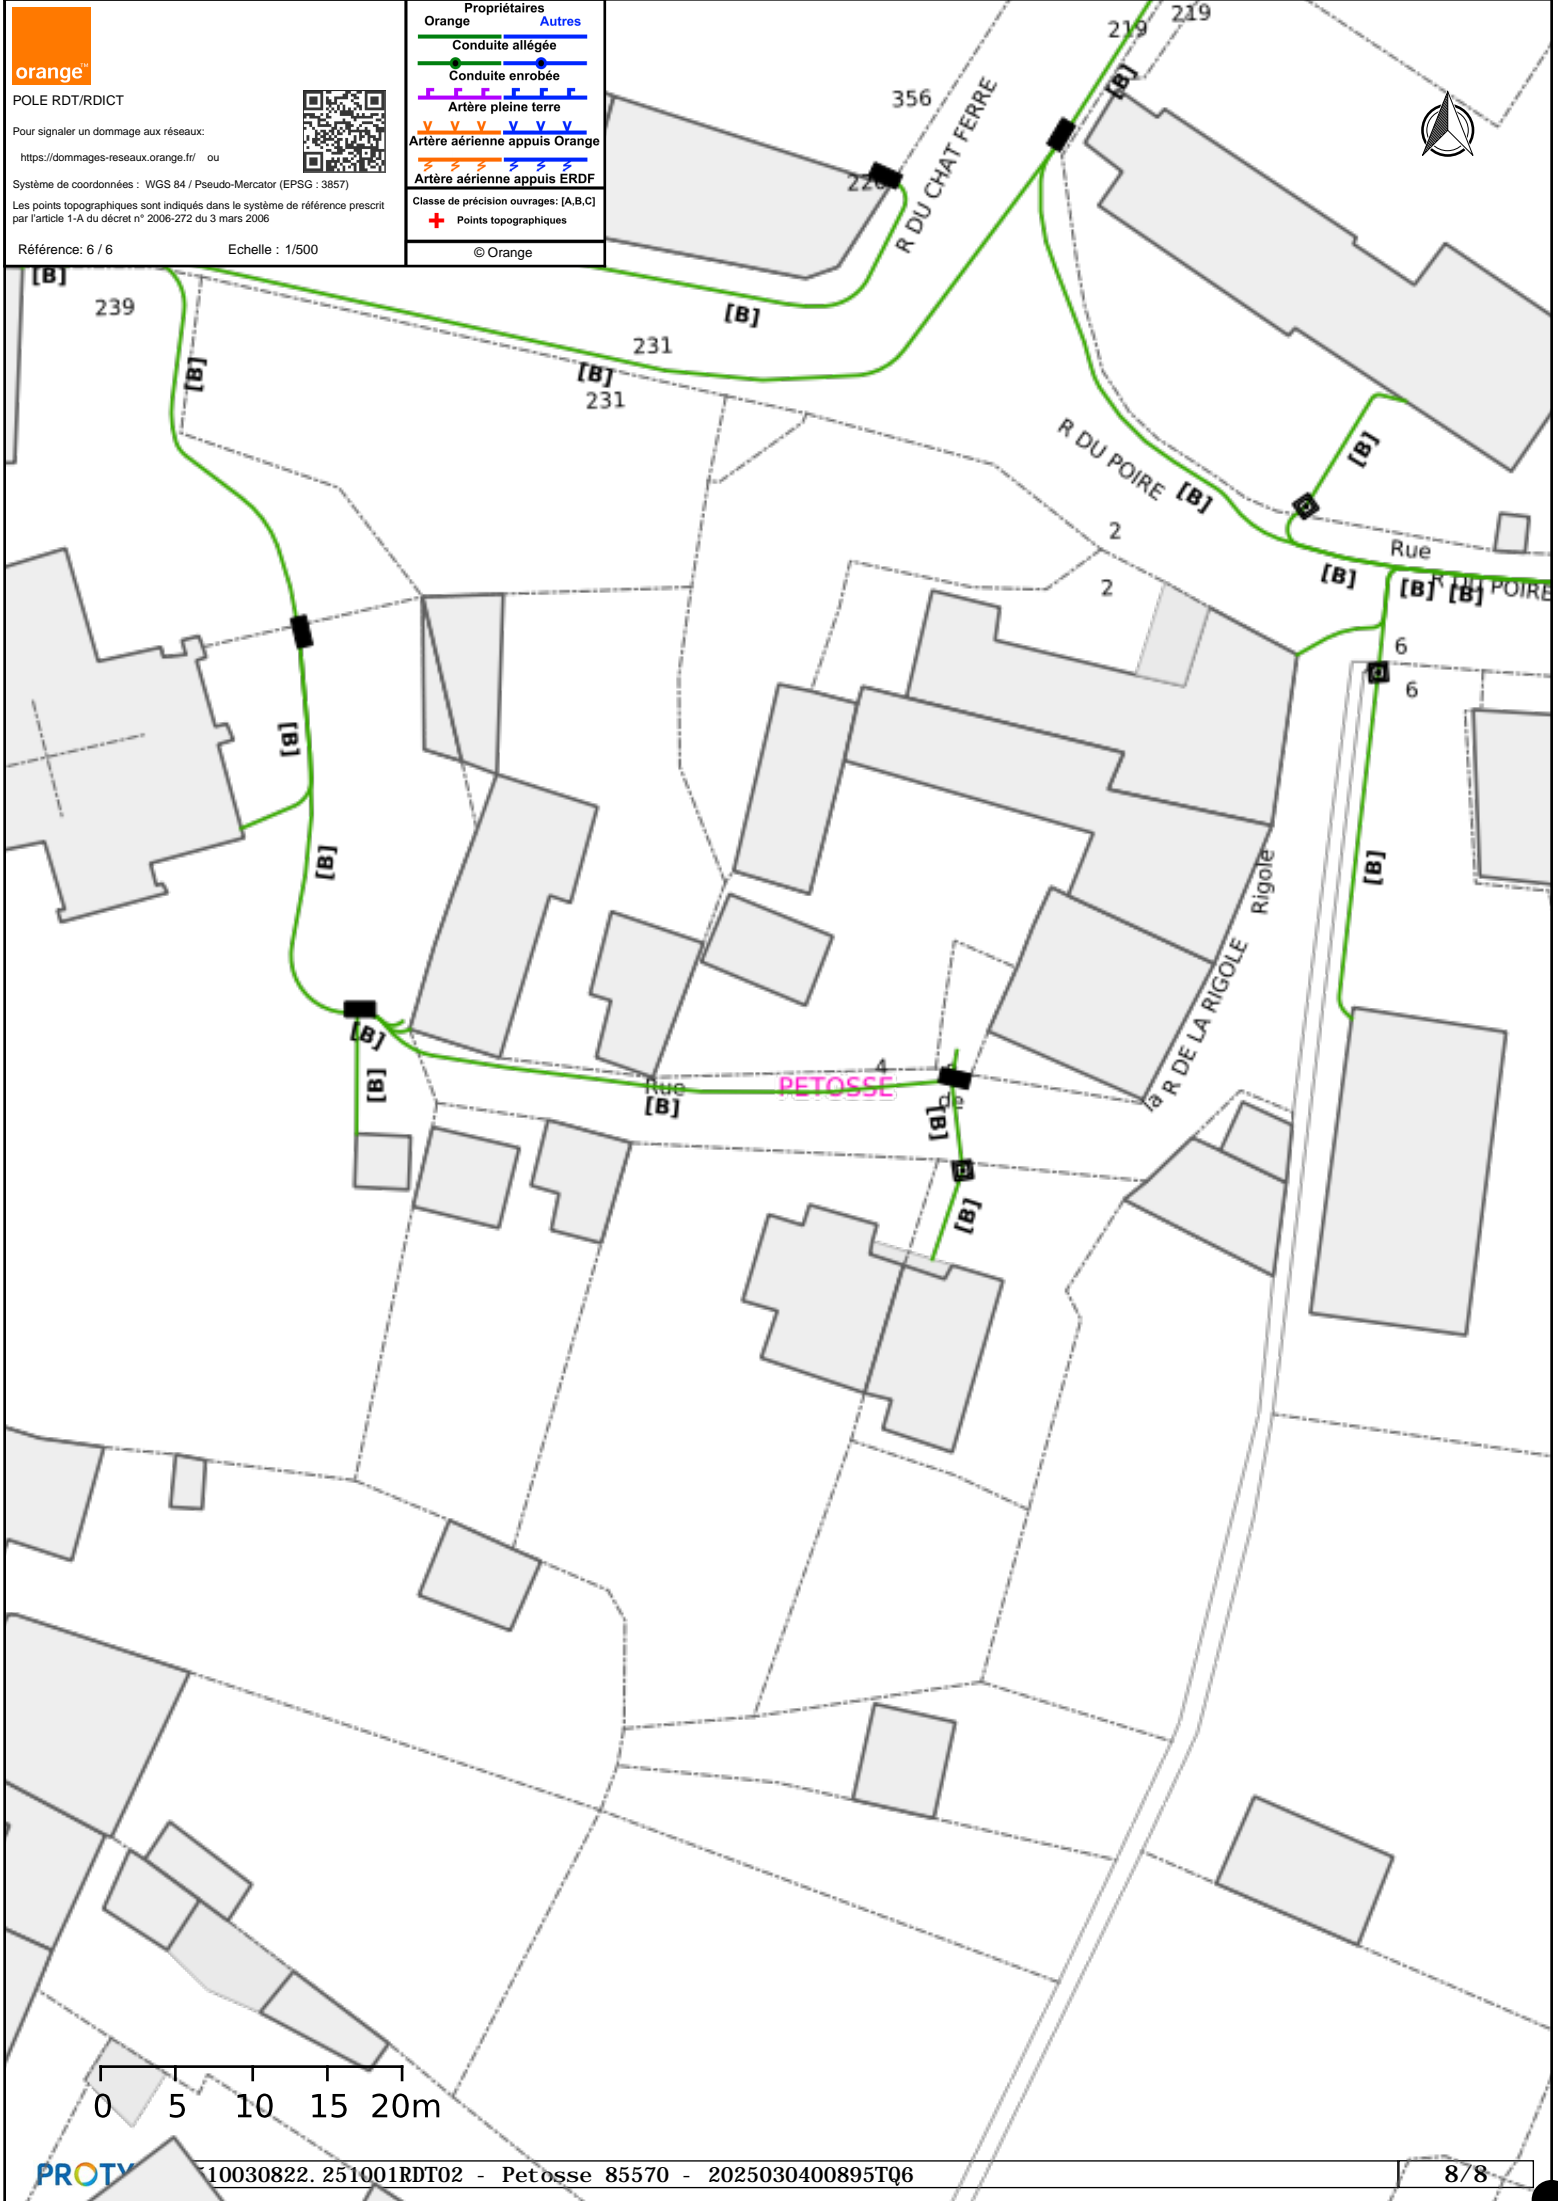 orange™
POLE RDT/RDICT
Pour signaler un dommage aux réseaux:
https://dommages-reseaux.orange.fr/ ou
Système de coordonnées : WGS 84 / Pseudo-Mercator (EPSG : 3857)
Les points topographiques sont indiqués dans le système de référence prescrit
par l'article 1-A du décret n° 2006-272 du 3 mars 2006
Référence: 6 / 6
Echelle : 1/500
Propriétaires
Orange Autres
Conduite allégée
Conduite enrobée
Artère pleine terre
Artère aérienne appuis Orange
Artère aérienne appuis ERDF
Classe de précision ouvrages: [A,B,C]
Points topographiques
© Orange
219
219
[B]
356
R DU CHAT FERRE
[B]
239
[B]
231
[B]
231
[B]
R DU POIRE
[B]
[B]
2
Rue
2
[B]
[B]
[B]
R DU POIRE
6
6
[B]
[B]
[B]
Rigole
R DE LA RIGOLE
la
[B]
[B]
Rue
[B]
PETOSSE
4
de
[B]
[B]
0 5 10 15 20m
PROTY
510030822.251001RDT02 - Petosse 85570 - 2025030400895TQ6
8/8